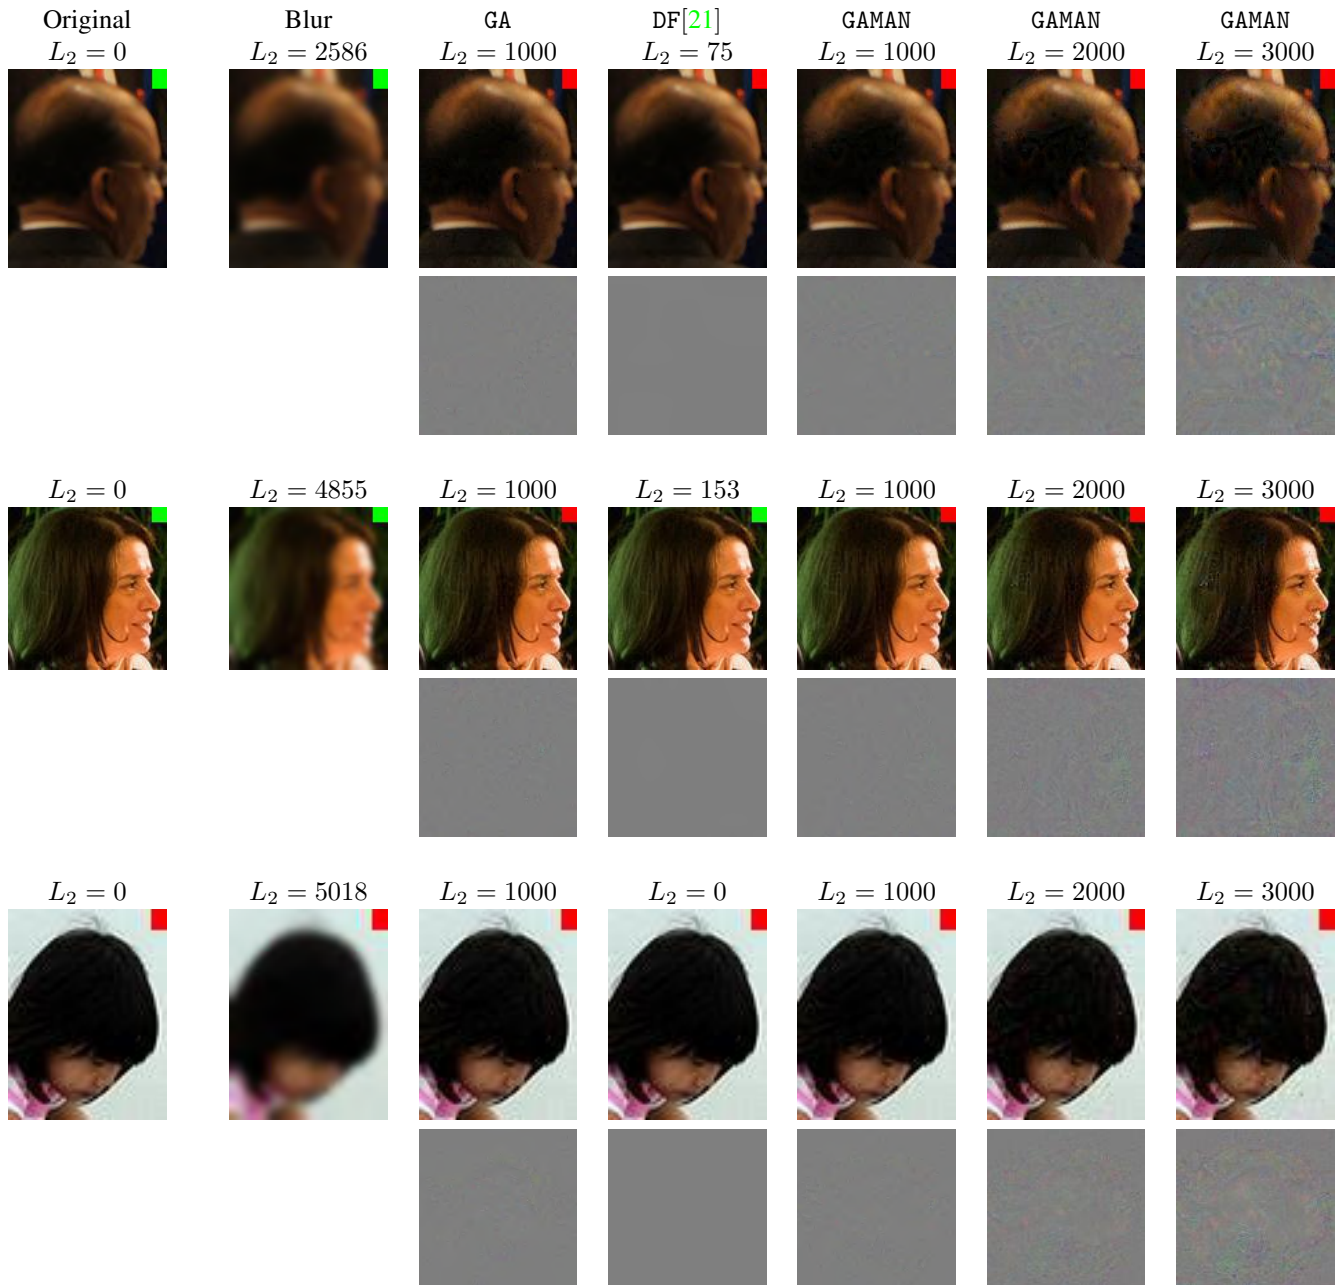 Original Blur GA DF[21] GAMAN GAMAN GAMAN
L₂ = 0 L₂ = 2586 L₂ = 1000 L₂ = 75 L₂ = 1000 L₂ = 2000 L₂ = 3000
L₂ = 0 L₂ = 4855 L₂ = 1000 L₂ = 153 L₂ = 1000 L₂ = 2000 L₂ = 3000
L₂ = 0 L₂ = 5018 L₂ = 1000 L₂ = 0 L₂ = 1000 L₂ = 2000 L₂ = 3000